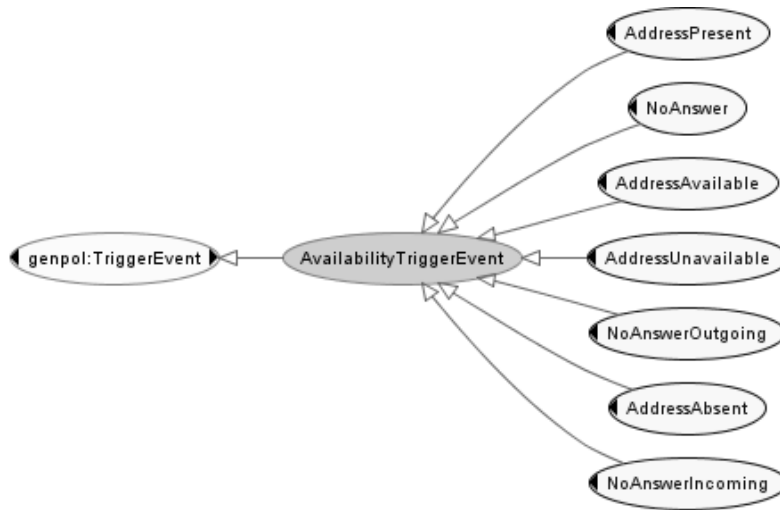 AddressPresent
NoAnswer
AddressAvailable
genpol:TriggerEvent
AvailabilityTriggerEvent
AddressUnavailable
NoAnswerOutgoing
AddressAbsent
NoAnswerIncoming